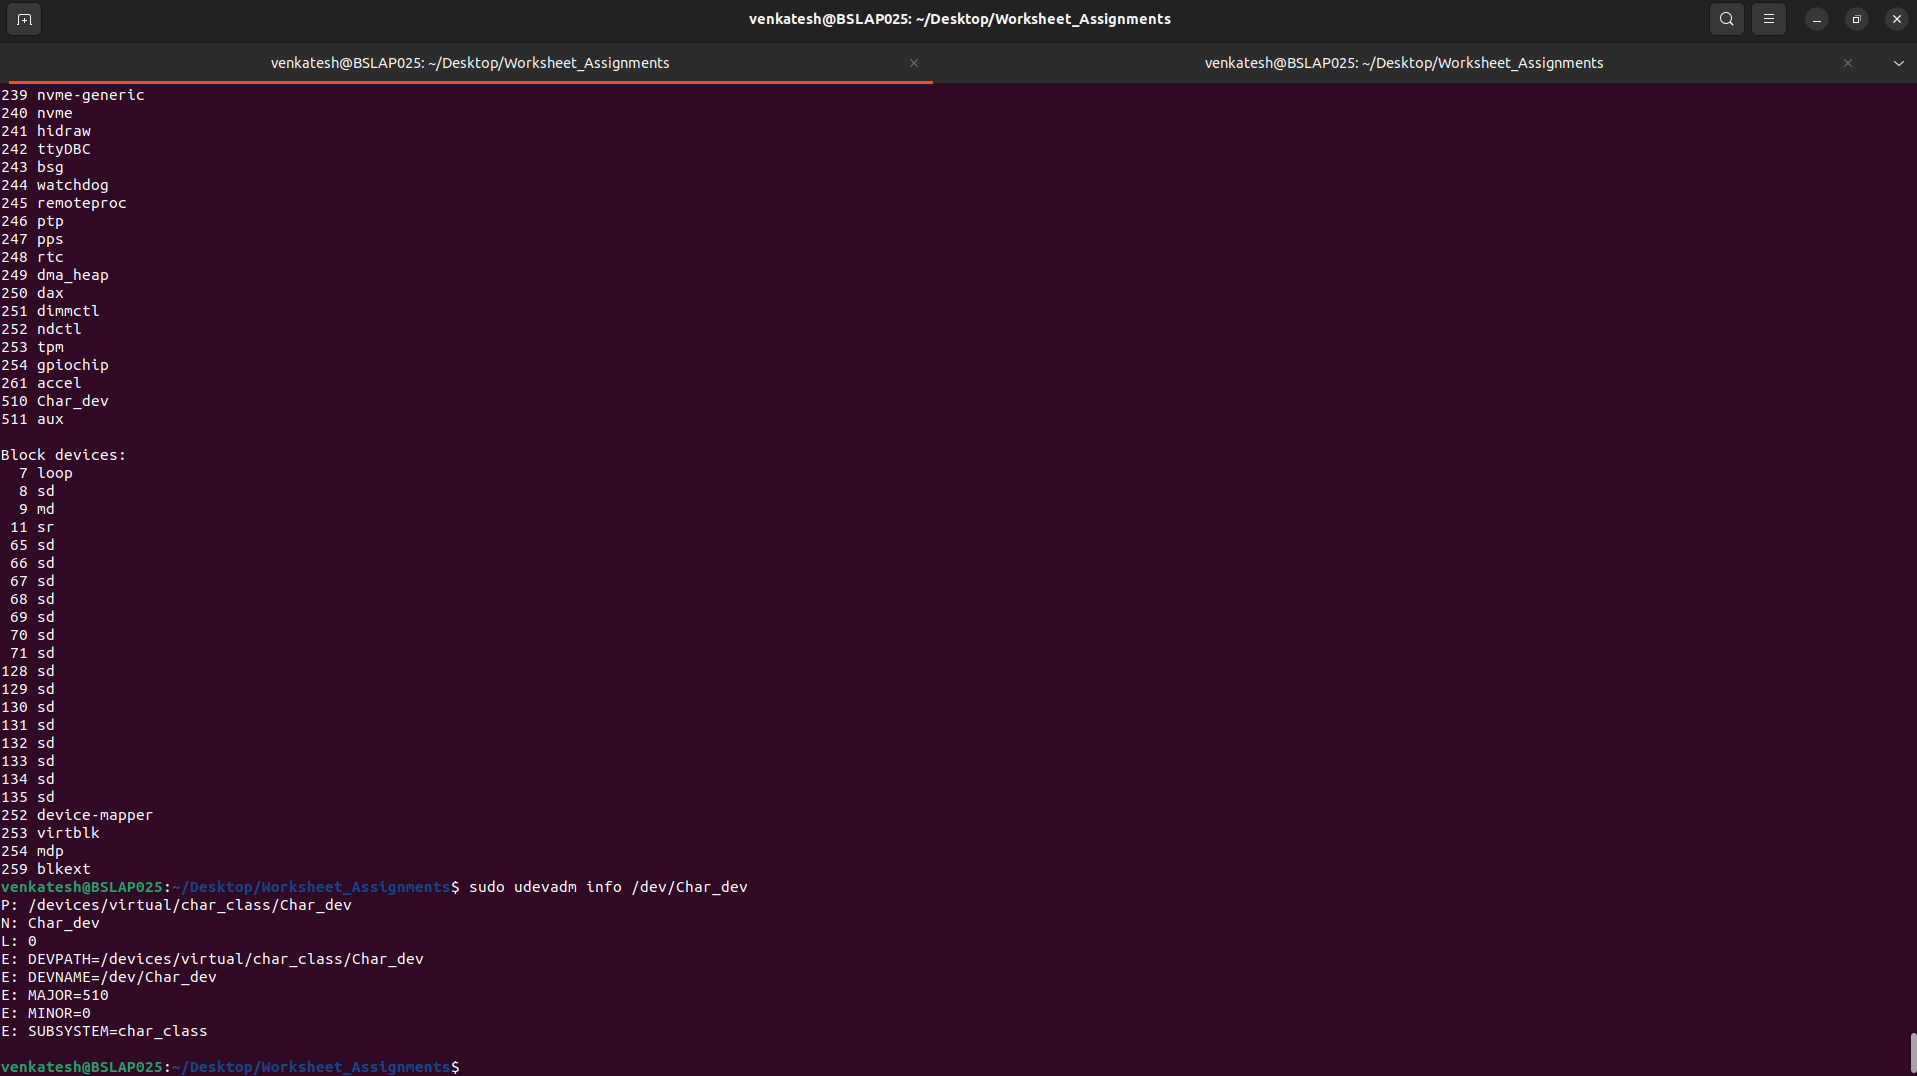 venkatesh@BSLAP025: ~/Desktop/Worksheet_Assignments
venkatesh@BSLAP025: ~/Desktop/Worksheet_Assignments
venkatesh@BSLAP025: ~/Desktop/Worksheet_Assignments
239 nvme-generic
240 nvme
241 hidraw
242 ttyDBC
243 bsg
244 watchdog
245 remoteproc
246 ptp
247 pps
248 rtc
249 dma_heap
250 dax
251 dimmctl
252 ndctl
253 tpm
254 gpiochip
261 accel
510 Char_dev
511 aux
Block devices:
7 loop
8 sd
9 md
11 sr
65 sd
66 sd
67 sd
68 sd
69 sd
70 sd
71 sd
128 sd
129 sd
130 sd
131 sd
132 sd
133 sd
134 sd
135 sd
252 device-mapper
253 virtblk
254 mdp
259 blkext
venkatesh@BSLAP025:~/Desktop/Worksheet_Assignments$ sudo udevadm info /dev/Char_dev
P: /devices/virtual/char_class/Char_dev
N: Char_dev
L: 0
E: DEVPATH=/devices/virtual/char_class/Char_dev
E: DEVNAME=/dev/Char_dev
E: MAJOR=510
E: MINOR=0
E: SUBSYSTEM=char_class
venkatesh@BSLAP025:~/Desktop/Worksheet_Assignments$